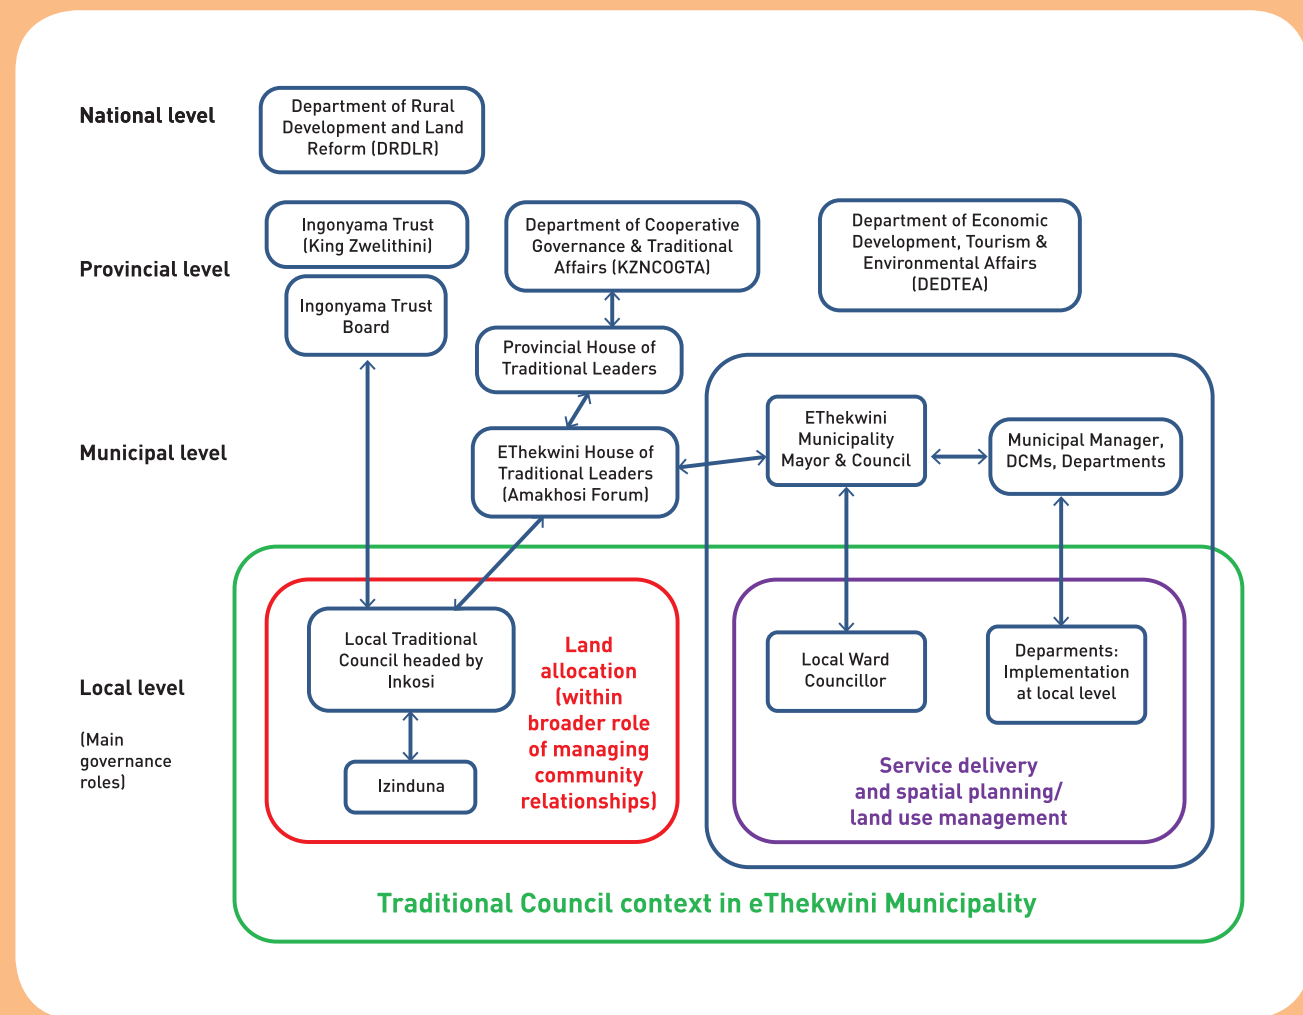 National level
Department of Rural
Development and Land
Reform (DRDLR)
Provincial level
Ingonyama Trust
(King Zwelithini)
Ingonyama Trust
Board
Department of Cooperative
Governance & Traditional
Affairs (KZNCOGTA)
Department of Economic
Development, Tourism &
Environmental Affairs
(DEDTEA)
Provincial House of
Traditional Leaders
Municipal level
EThekwini House of
Traditional Leaders
(Amakhosi Forum)
EThekwini
Municipality
Mayor & Council
Municipal Manager,
DCMs, Departments
Local level
(Main
governance
roles)
Local Traditional
Council headed by
Inkosi
Izinduna
Land
allocation
(within
broader role
of managing
community
relationships)
Local Ward
Councillor
Deparments:
Implementation
at local level
Service delivery
and spatial planning/
land use management
Traditional Council context in eThekwini Municipality